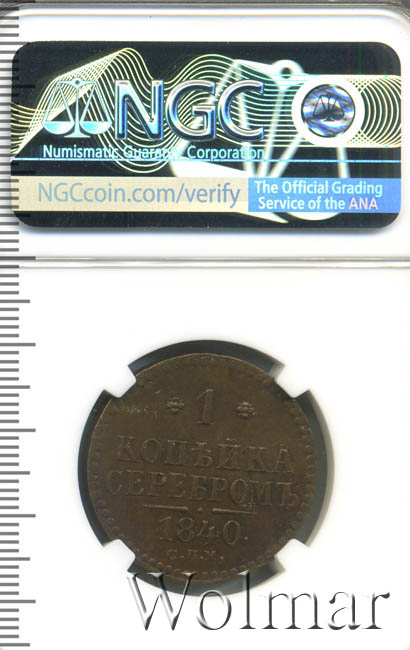 NGC
Numismatic Guaranty Corporation
NGCcoin.com/verify
The Official Grading
Service of the ANA
1
КОПѢЙКА
СЕРЕБРОМЪ
1840.
С.П.М.
Wolmar